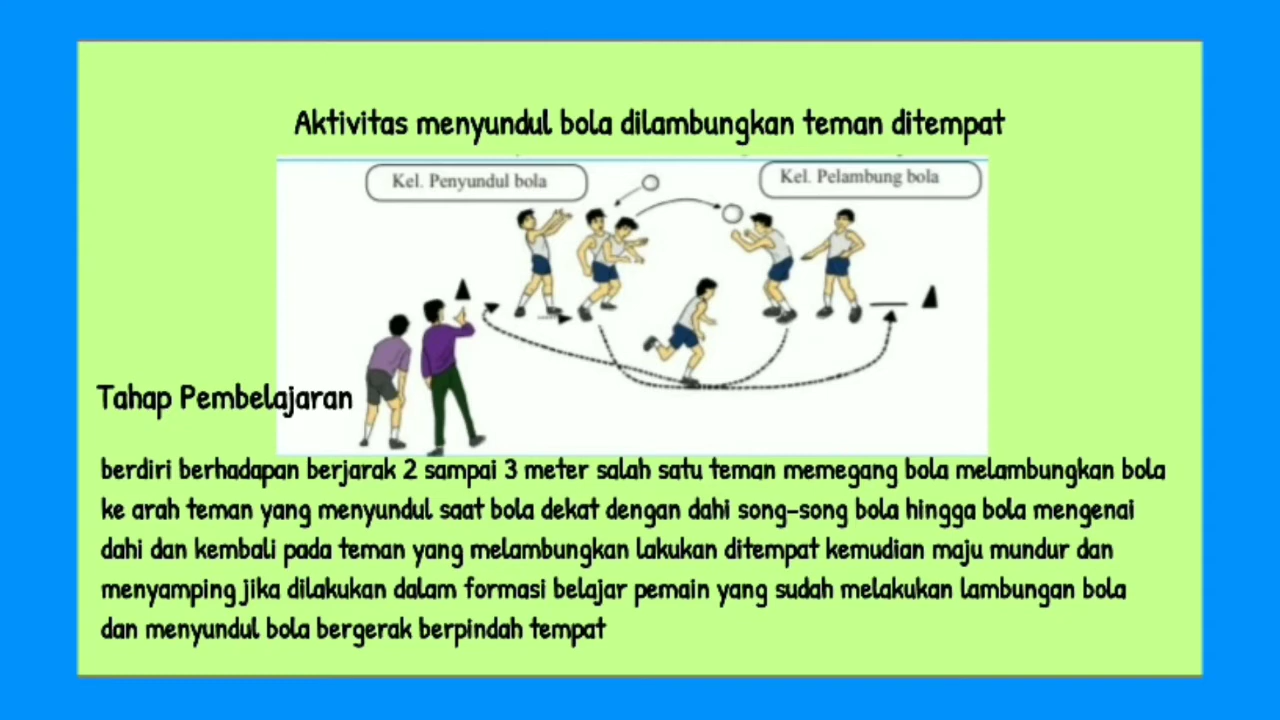 Aktivitas menyundul bola dilambungkan teman ditempat
Kel. Penyundul bola
Kel. Pelambung bola
Tahap Pembelajaran
berdiri berhadapan berjarak 2 sampai 3 meter salah satu teman memegang bola melambungkan bola
ke arah teman yang menyundul saat bola dekat dengan dahi song-song bola hingga bola mengenai
dahi dan kembali pada teman yang melambungkan lakukan ditempat kemudian maju mundur dan
menyamping jika dilakukan dalam formasi belajar pemain yang sudah melakukan lambungan bola
dan menyundul bola bergerak berpindah tempat